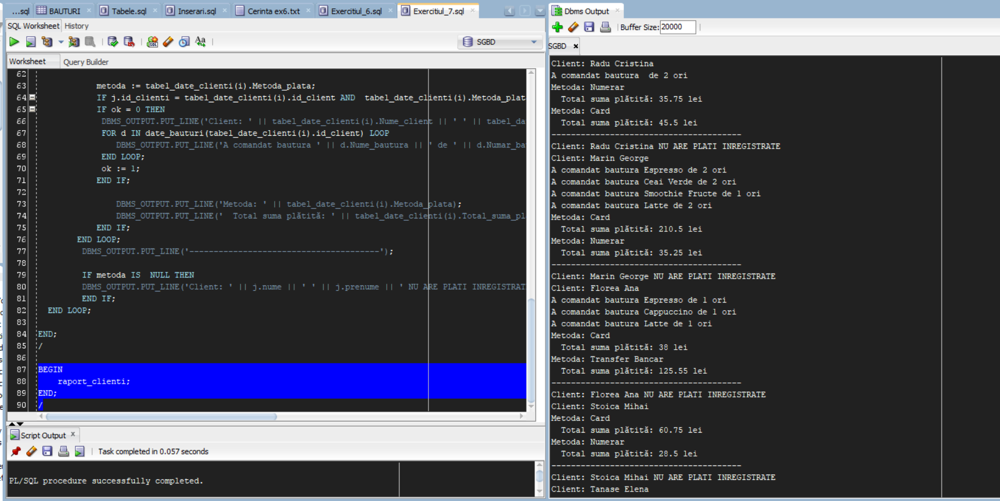 ...sql BAUTURI Tabele.sql Inserari.sql Cerinta ex6.txt Exercitiul_6.sql Exercitiul_7.sql
SQL Worksheet History
SGBD
Worksheet Query Builder
62
63 metoda := tabel_date_clienti(i).Metoda_plata;
64 IF j.id_clienti = tabel_date_clienti(i).id_client AND tabel_date_clienti(i).Metoda_plat
65 IF ok = 0 THEN
66 DBMS_OUTPUT.PUT_LINE('Client: ' || tabel_date_clienti(i).Nume_client || ' ' || tabel_da
67 FOR d IN date_bauturi(tabel_date_clienti(i).id_client) LOOP
68 DBMS_OUTPUT.PUT_LINE('A comandat bautura ' || d.Nume_bautura || ' de ' || d.Numar_ba
69 END LOOP;
70 ok := 1;
71 END IF;
72
73 DBMS_OUTPUT.PUT_LINE('Metoda: ' || tabel_date_clienti(i).Metoda_plata);
74 DBMS_OUTPUT.PUT_LINE('  Total suma plătită: ' || tabel_date_clienti(i).Total_suma_pl
75 END IF;
76 END LOOP;
77 DBMS_OUTPUT.PUT_LINE('---------------------------------------');
78
79 IF metoda IS  NULL THEN
80 DBMS_OUTPUT.PUT_LINE('Client: ' || j.nume || ' ' || j.prenume || ' NU ARE PLATI INREGISTRAT
81 END IF;
82 END LOOP;
83
84 END;
85 /
86
87 BEGIN
88 raport_clienti;
89 END;
90 /
Script Output
Task completed in 0.057 seconds
PL/SQL procedure successfully completed.
Dbms Output
Buffer Size: 20000
SGBD
Client: Radu Cristina
A comandat bautura  de 2 ori
Metoda: Numerar
Total suma plătită: 35.75 lei
Metoda: Card
Total suma plătită: 45.5 lei
---------------------------------------
Client: Radu Cristina NU ARE PLATI INREGISTRATE
Client: Marin George
A comandat bautura Espresso de 2 ori
A comandat bautura Ceai Verde de 2 ori
A comandat bautura Smoothie Fructe de 1 ori
A comandat bautura Latte de 2 ori
Metoda: Card
Total suma plătită: 210.5 lei
Metoda: Numerar
Total suma plătită: 35.25 lei
---------------------------------------
Client: Marin George NU ARE PLATI INREGISTRATE
Client: Florea Ana
A comandat bautura Espresso de 1 ori
A comandat bautura Cappuccino de 1 ori
A comandat bautura Latte de 1 ori
Metoda: Card
Total suma plătită: 38 lei
Metoda: Transfer Bancar
Total suma plătită: 125.55 lei
---------------------------------------
Client: Florea Ana NU ARE PLATI INREGISTRATE
Client: Stoica Mihai
Metoda: Card
Total suma plătită: 60.75 lei
Metoda: Numerar
Total suma plătită: 28.5 lei
---------------------------------------
Client: Stoica Mihai NU ARE PLATI INREGISTRATE
Client: Tanase Elena